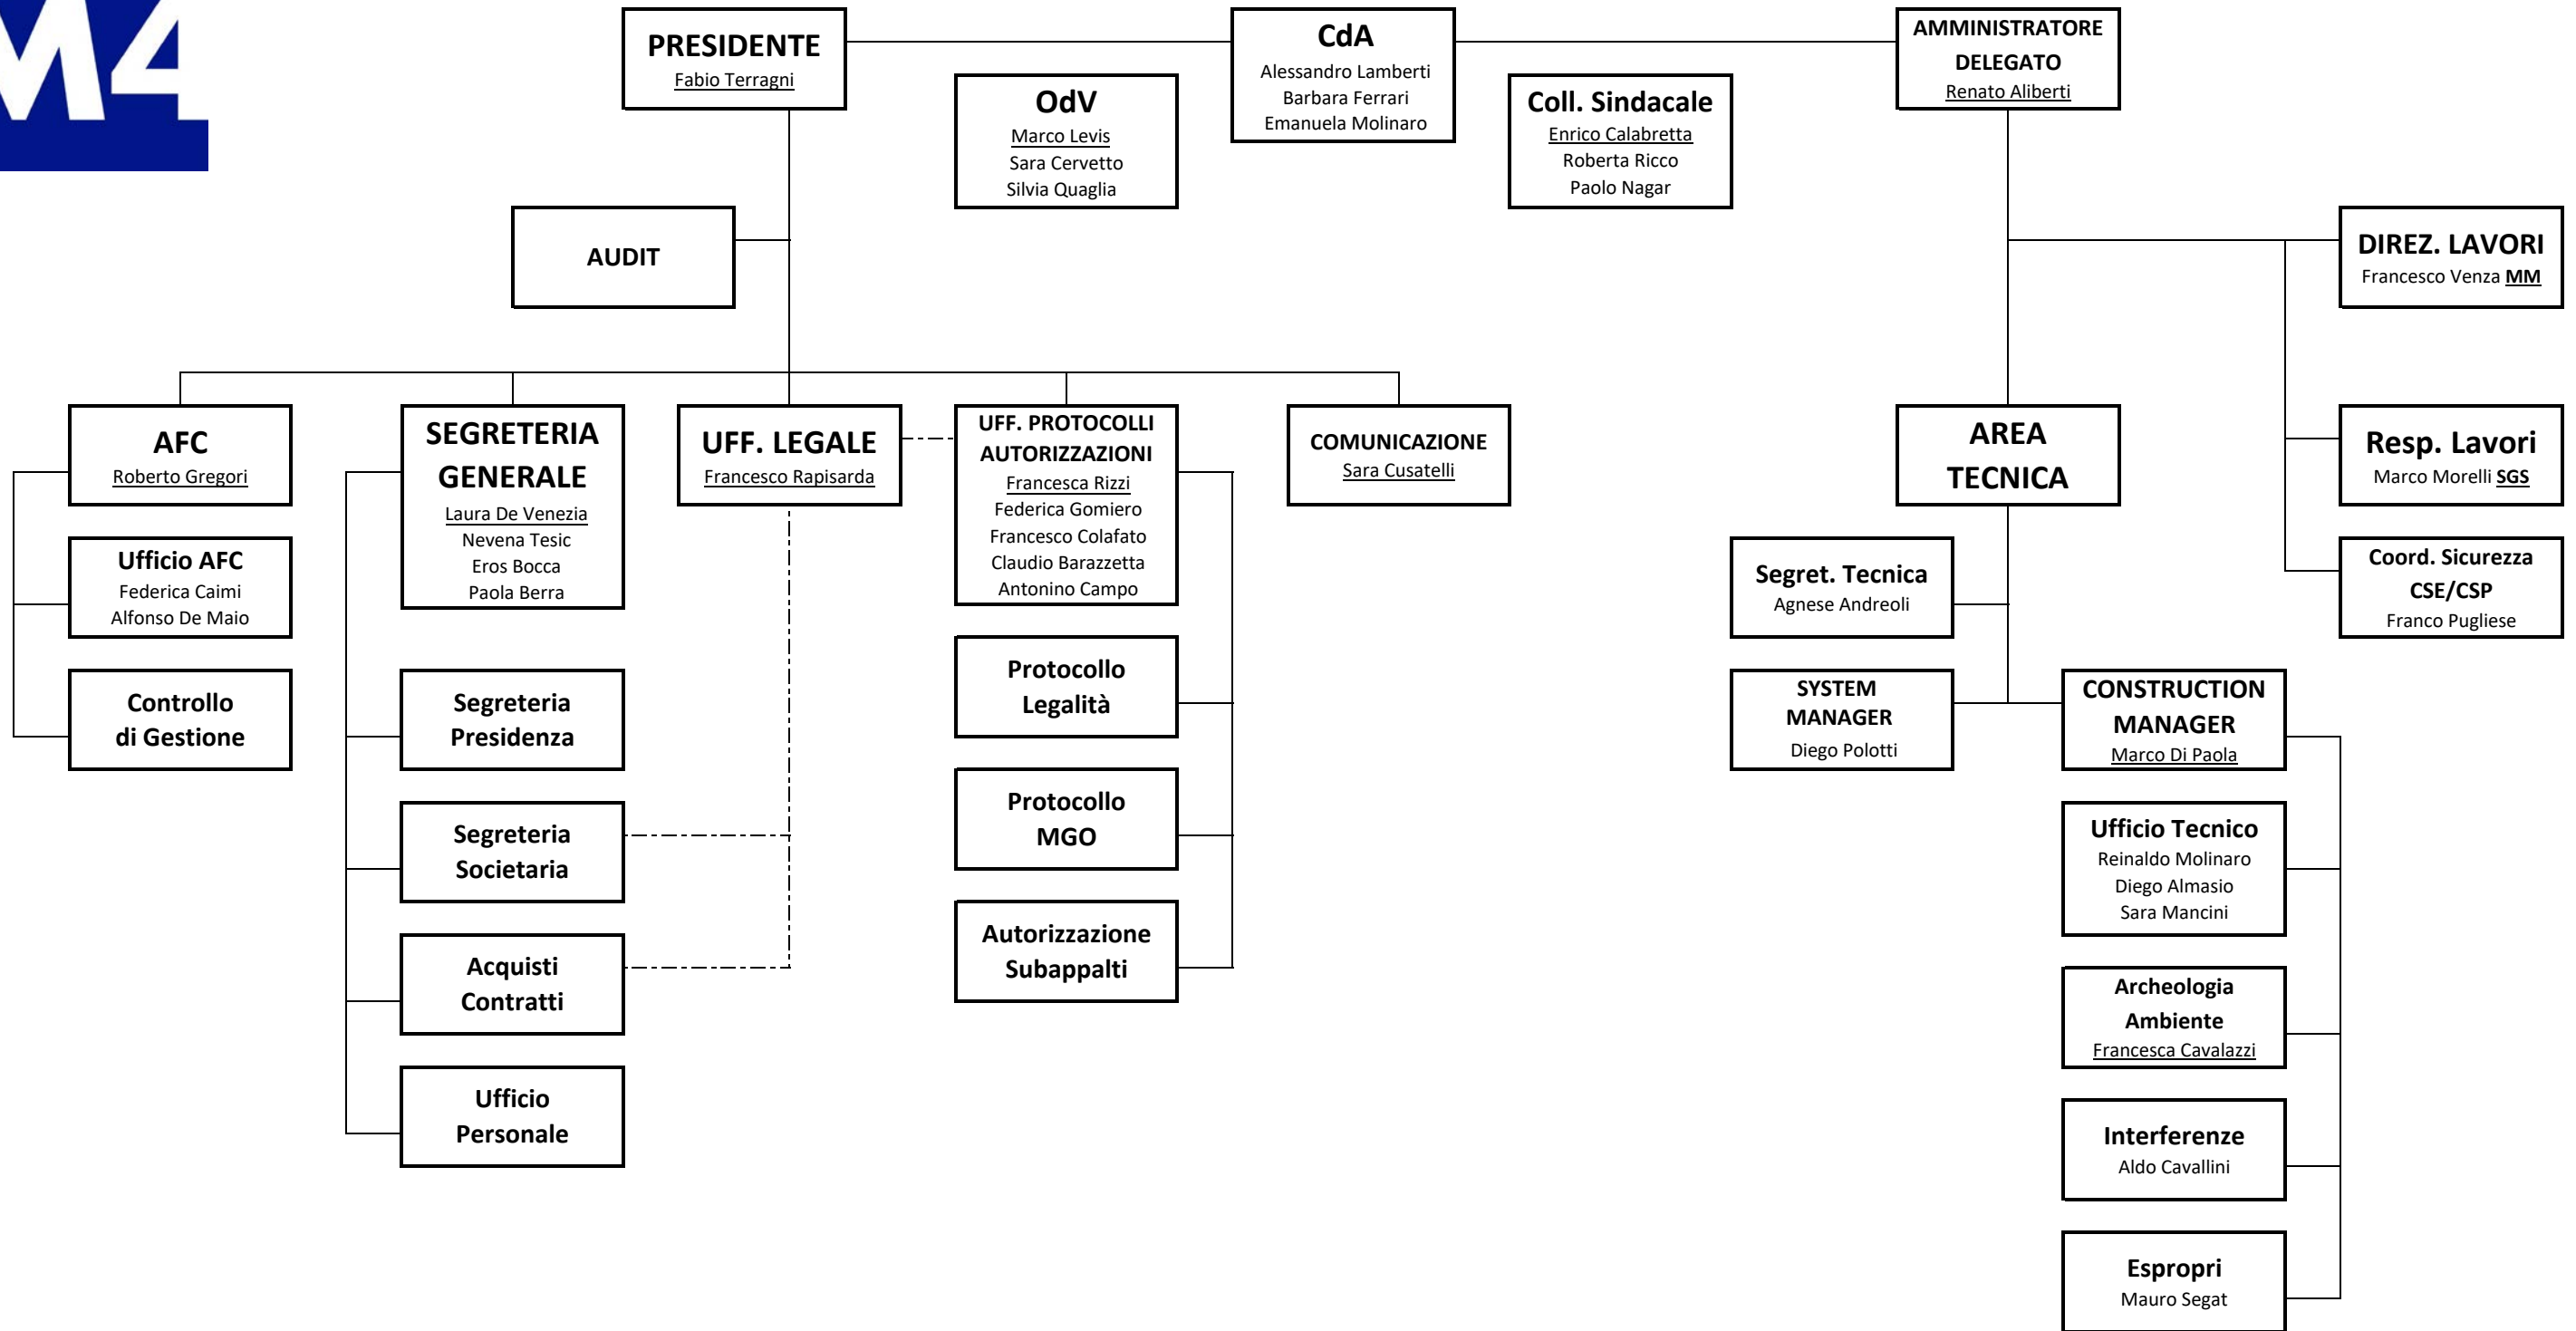 M4
PRESIDENTE
Fabio Terragni
CdA
Alessandro Lamberti
Barbara Ferrari
Emanuela Molinaro
AMMINISTRATORE
DELEGATO
Renato Aliberti
OdV
Marco Levis
Sara Cervetto
Silvia Quaglia
Coll. Sindacale
Enrico Calabretta
Roberta Ricco
Paolo Nagar
AUDIT
DIREZ. LAVORI
Francesco Venza MM
AFC
Roberto Gregori
SEGRETERIA
GENERALE
Laura De Venezia
Nevena Tesic
Eros Bocca
Paola Berra
UFF. LEGALE
Francesco Rapisarda
UFF. PROTOCOLLI
AUTORIZZAZIONI
Francesca Rizzi
Federica Gomiero
Francesco Colafato
Claudio Barazzetta
Antonino Campo
COMUNICAZIONE
Sara Cusatelli
AREA
TECNICA
Resp. Lavori
Marco Morelli SGS
Ufficio AFC
Federica Caimi
Alfonso De Maio
Segret. Tecnica
Agnese Andreoli
Coord. Sicurezza
CSE/CSP
Franco Pugliese
Controllo
di Gestione
Segreteria
Presidenza
Protocollo
Legalità
SYSTEM
MANAGER
Diego Polotti
CONSTRUCTION
MANAGER
Marco Di Paola
Segreteria
Societaria
Protocollo
MGO
Ufficio Tecnico
Reinaldo Molinaro
Diego Almasio
Sara Mancini
Acquisti
Contratti
Autorizzazione
Subappalti
Archeologia
Ambiente
Francesca Cavalazzi
Ufficio
Personale
Interferenze
Aldo Cavallini
Espropri
Mauro Segat